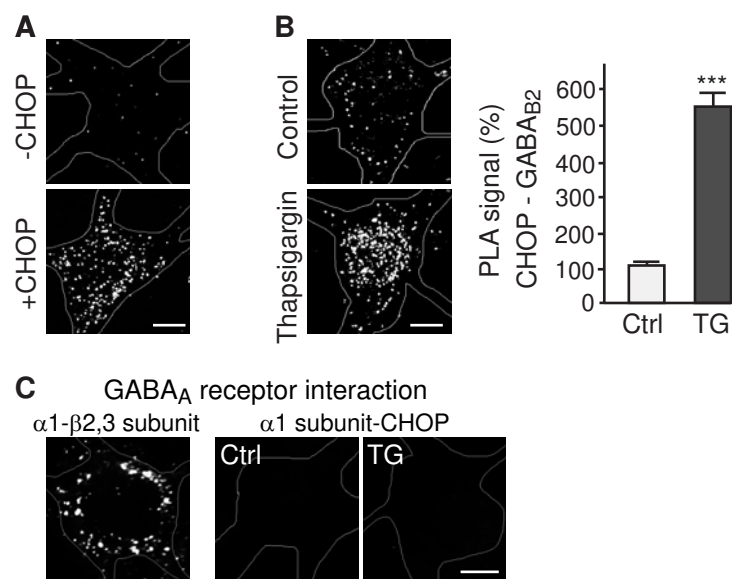 A
-CHOP
+CHOP
B
Control
Thapsigargin
PLA signal (%)
CHOP - GABAB2
600
500
400
300
200
100
0
***
Ctrl
TG
C
GABAA receptor interaction
α1-β2,3 subunit
α1 subunit-CHOP
Ctrl
TG